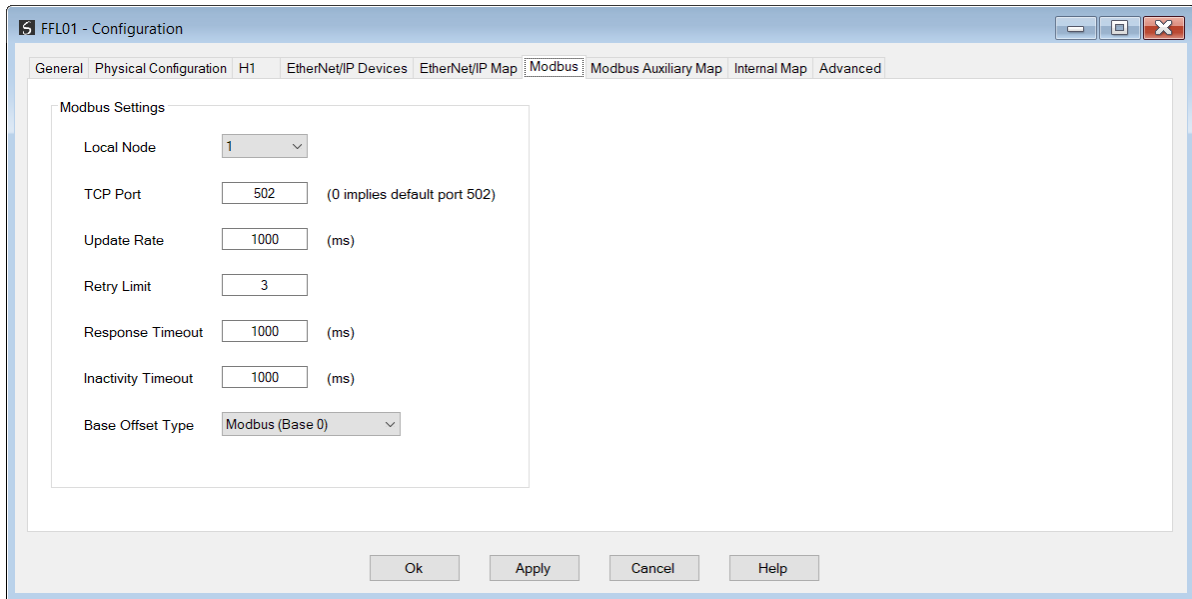 FFL01 - Configuration
General Physical Configuration H1 EtherNet/IP Devices EtherNet/IP Map Modbus Modbus Auxiliary Map Internal Map Advanced
Modbus Settings
Local Node 1
TCP Port 502 (0 implies default port 502)
Update Rate 1000 (ms)
Retry Limit 3
Response Timeout 1000 (ms)
Inactivity Timeout 1000 (ms)
Base Offset Type Modbus (Base 0)
Ok Apply Cancel Help